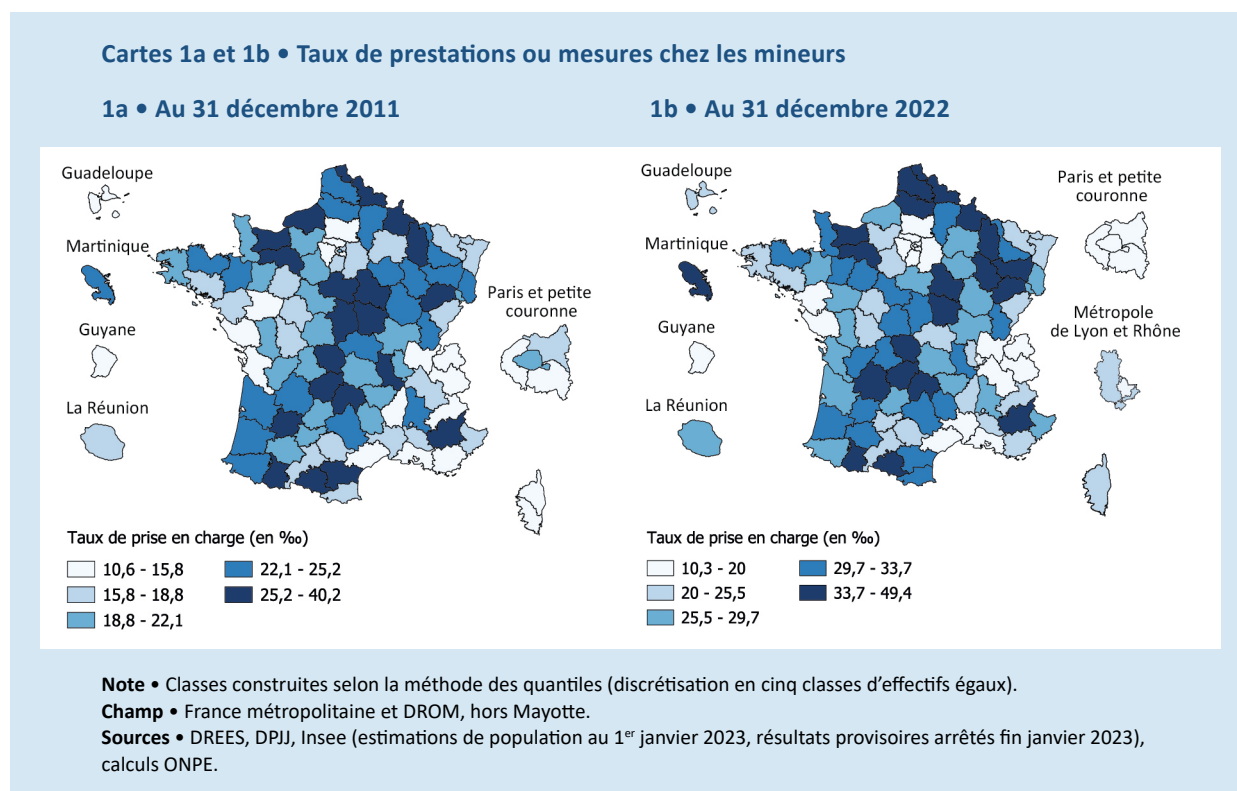 Cartes 1a et 1b • Taux de prestations ou mesures chez les mineurs
1a • Au 31 décembre 2011
Guadeloupe
Martinique
Guyane
La Réunion
Paris et petite
couronne
Taux de prise en charge (en ‰)
10,6 - 15,8
15,8 - 18,8
18,8 - 22,1
22,1 - 25,2
25,2 - 40,2
1b • Au 31 décembre 2022
Guadeloupe
Martinique
Guyane
La Réunion
Paris et petite
couronne
Métropole
de Lyon et Rhône
Taux de prise en charge (en ‰)
10,3 - 20
20 - 25,5
25,5 - 29,7
29,7 - 33,7
33,7 - 49,4
Note • Classes construites selon la méthode des quantiles (discrétisation en cinq classes d'effectifs égaux).
Champ • France métropolitaine et DROM, hors Mayotte.
Sources • DREES, DPJJ, Insee (estimations de population au 1er janvier 2023, résultats provisoires arrêtés fin janvier 2023),
calculs ONPE.